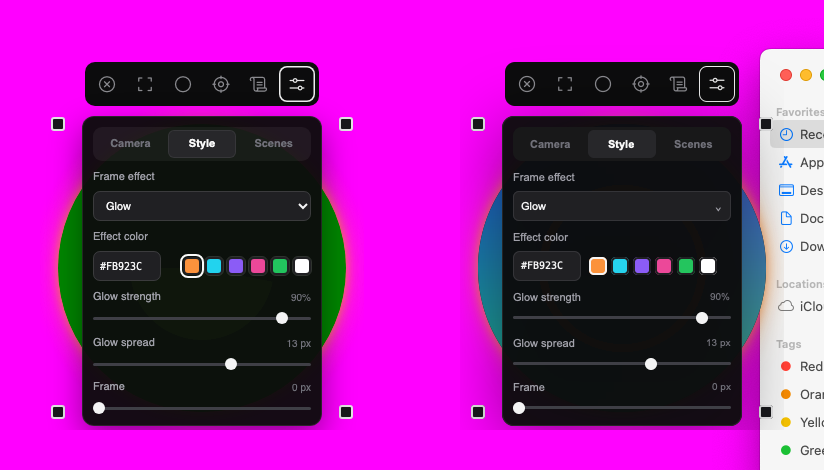 Camera Style Scenes
Frame effect
Glow
Effect color
#FB923C
Glow strength 90%
Glow spread 13 px
Frame 0 px
Camera Style Scenes
Frame effect
Glow
Effect color
#FB923C
Glow strength 90%
Glow spread 13 px
Frame 0 px
Favorites
Rece
App
Des
Doc
Dow
Locations
iClou
Tags
Red
Oran
Yello
Gree